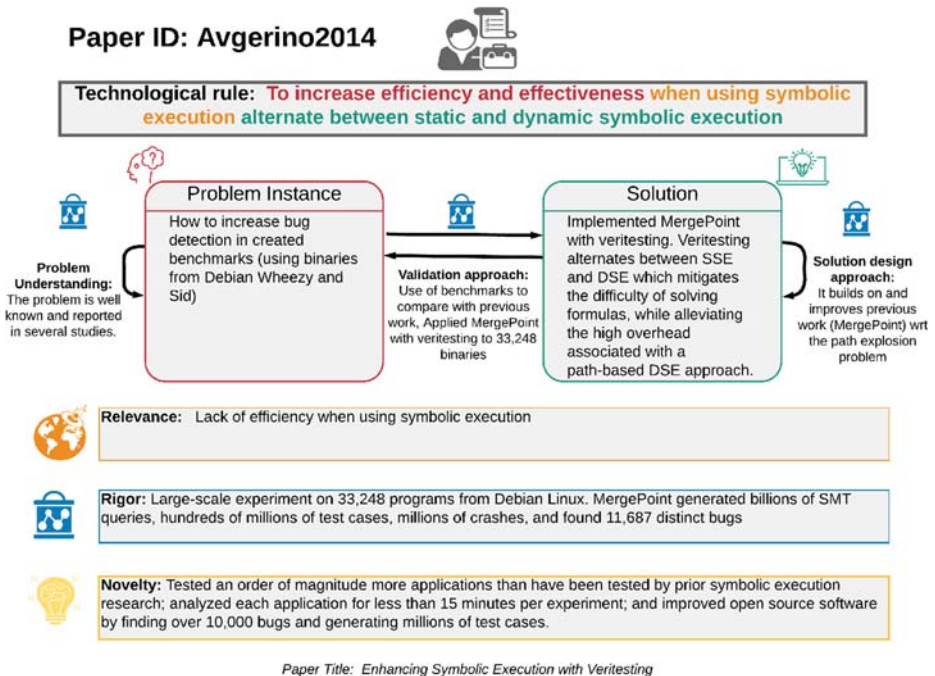 Paper ID: Avgerino2014
Technological rule: To increase efficiency and effectiveness when using symbolic
execution alternate between static and dynamic symbolic execution
Problem Understanding:
The problem is well
known and reported
in several studies.
Problem Instance
How to increase bug
detection in created
benchmarks (using binaries
from Debian Wheezy and
Sid)
Validation approach:
Use of benchmarks to
compare with previous
work, Applied MergePoint
with veritesting to 33,248
binaries
Solution
Implemented MergePoint
with veritesting. Veritesting
alternates between SSE
and DSE which mitigates
the difficulty of solving
formulas, while alleviating
the high overhead
associated with a
path-based DSE approach.
Solution design
approach:
It builds on and
improves previous
work (MergePoint) wrt
the path explosion
problem
Relevance: Lack of efficiency when using symbolic execution
Rigor: Large-scale experiment on 33,248 programs from Debian Linux. MergePoint generated billions of SMT
queries, hundreds of millions of test cases, millions of crashes, and found 11,687 distinct bugs
Novelty: Tested an order of magnitude more applications than have been tested by prior symbolic execution
research; analyzed each application for less than 15 minutes per experiment; and improved open source software
by finding over 10,000 bugs and generating millions of test cases.
Paper Title: Enhancing Symbolic Execution with Veritesting